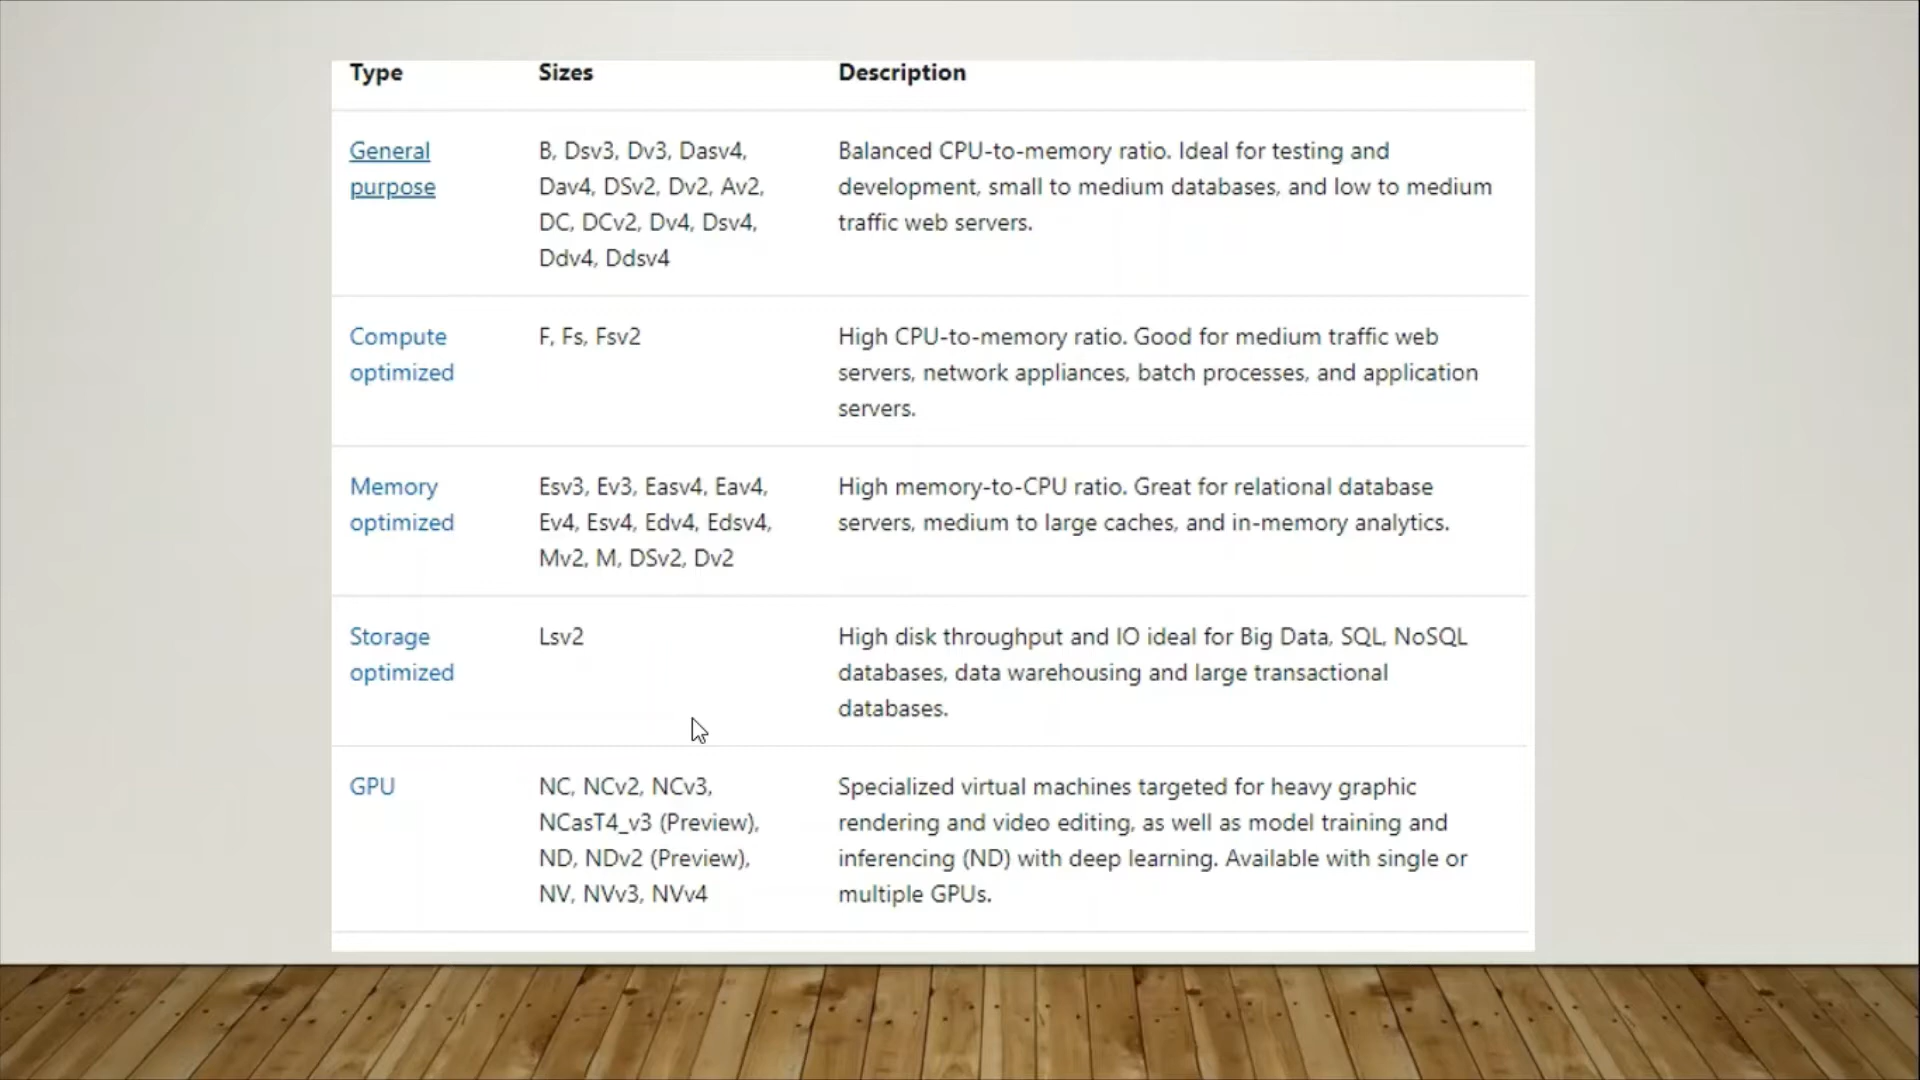 Type Sizes Description
General purpose
B, Dsv3, Dv3, Dasv4,
Dav4, DSv2, Dv2, Av2,
DC, DCv2, Dv4, Dsv4,
Ddv4, Ddsv4
Balanced CPU-to-memory ratio. Ideal for testing and
development, small to medium databases, and low to medium
traffic web servers.
Compute
optimized
F, Fs, Fsv2
High CPU-to-memory ratio. Good for medium traffic web
servers, network appliances, batch processes, and application
servers.
Memory
optimized
Esv3, Ev3, Easv4, Eav4,
Ev4, Esv4, Edv4, Edsv4,
Mv2, M, DSv2, Dv2
High memory-to-CPU ratio. Great for relational database
servers, medium to large caches, and in-memory analytics.
Storage
optimized
Lsv2
High disk throughput and IO ideal for Big Data, SQL, NoSQL
databases, data warehousing and large transactional
databases.
GPU
NC, NCv2, NCv3,
NCasT4_v3 (Preview),
ND, NDv2 (Preview),
NV, NVv3, NVv4
Specialized virtual machines targeted for heavy graphic
rendering and video editing, as well as model training and
inferencing (ND) with deep learning. Available with single or
multiple GPUs.